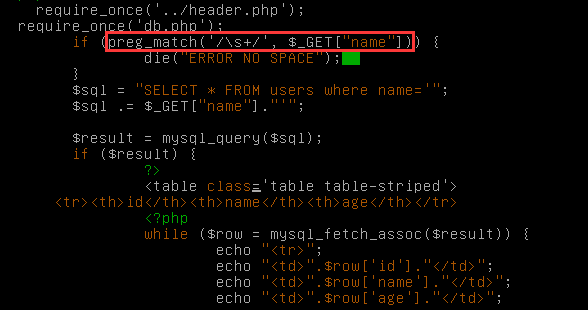 require_once('../header.php');
require_once('db.php');
if (preg_match('/\s+/', $_GET["name"])) {
die("ERROR NO SPACE");
}
$sql = "SELECT * FROM users where name='";
$sql .= $_GET["name"]."'";
$result = mysql_query($sql);
if ($result) {
?>
<table class='table table-striped'>
<tr><th>id</th><th>name</th><th>age</th></tr>
<?php
while ($row = mysql_fetch_assoc($result)) {
echo "<tr>";
echo "<td>".$row['id']."</td>";
echo "<td>".$row['name']."</td>";
echo "<td>".$row['age']."</td>";